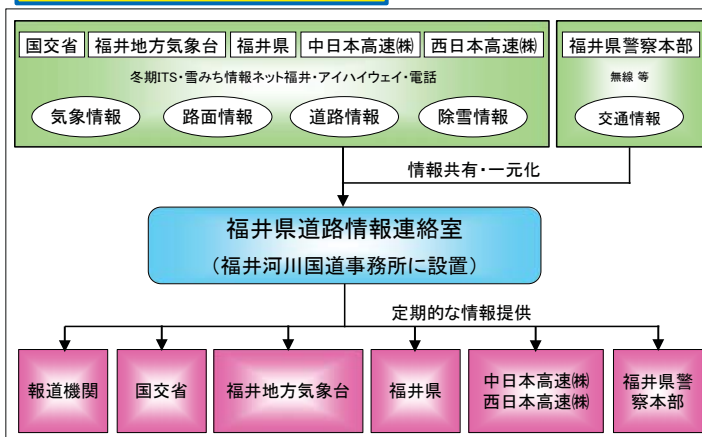 国交省 福井地方気象台 福井県 中日本高速㈱ 西日本高速㈱ 福井県警察本部
冬期ITS・雪みち情報ネット福井・アイハイウェイ・電話
無線 等
気象情報 路面情報 道路情報 除雪情報 交通情報
情報共有・一元化
福井県道路情報連絡室
(福井河川国道事務所に設置)
定期的な情報提供
報道機関 国交省 福井地方気象台 福井県
中日本高速㈱
西日本高速㈱
福井県警
察本部